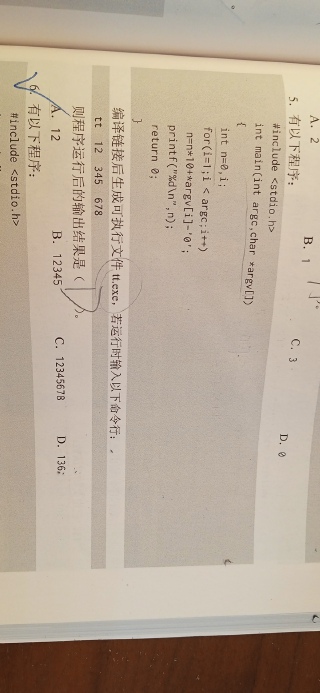 A. 2 B. 1 C. 3 D. 0
5. 有以下程序:
#include <stdio.h>
int main(int argc,char *argv[])
{
int n=0,i;
for(i=1;i < argc;i++)
n=n*10+*argv[i]-'0';
printf("%d\n",n);
return 0;
}
编译链接后生成可执行文件 tt.exe, 若运行时输入以下命令行:
tt 12 345 678
则程序运行后的输出结果是( )。
A. 12 B. 12345 C. 12345678 D. 136
6. 有以下程序:
#include <stdio.h>